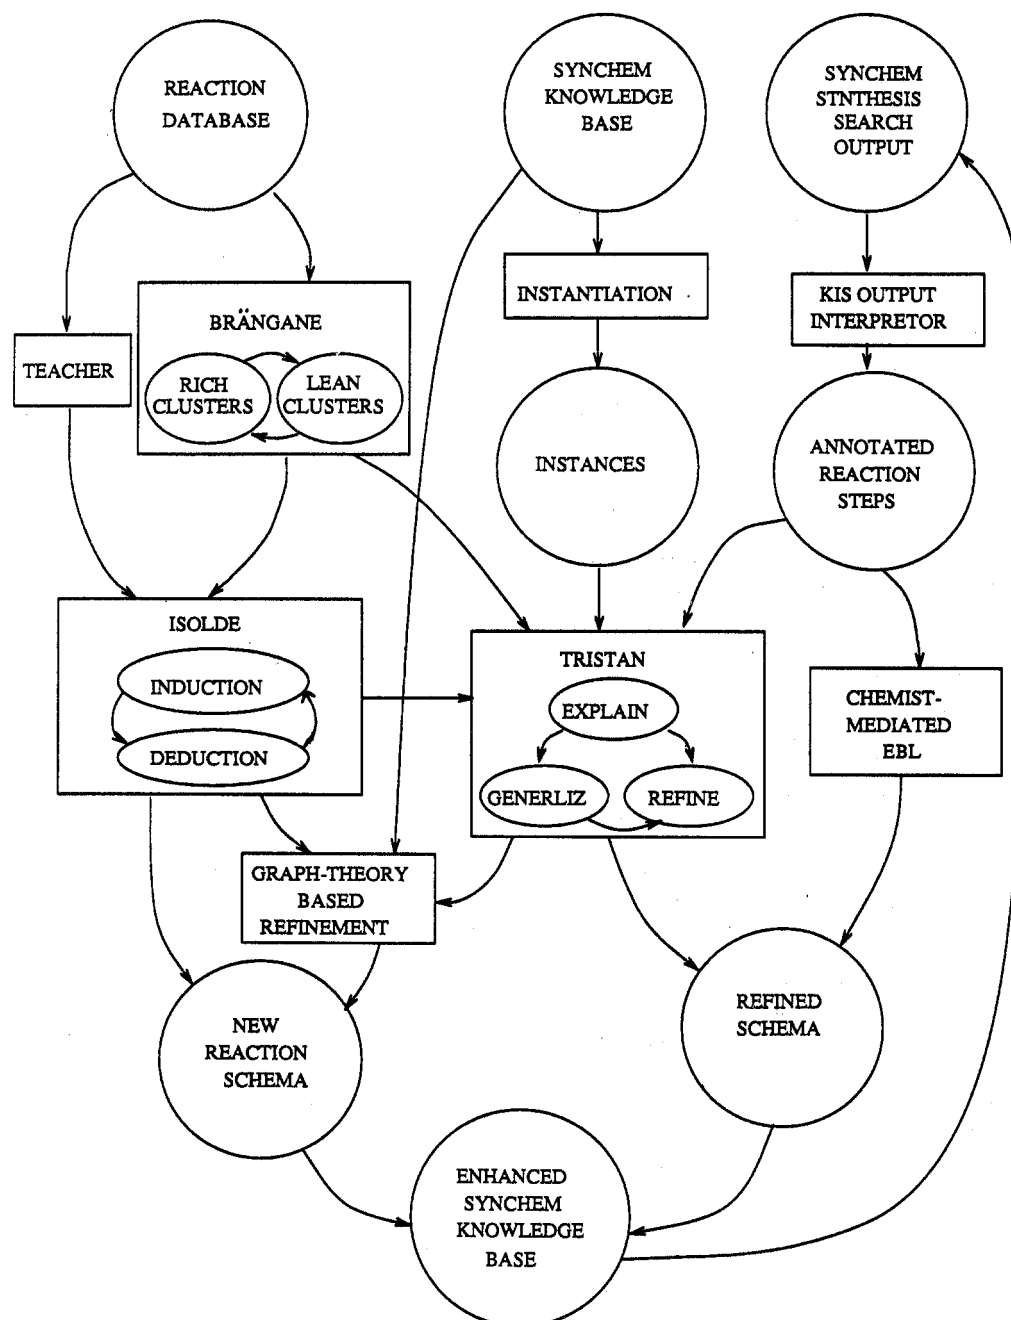 REACTION
DATABASE
SYNCHEM
KNOWLEDGE
BASE
SYNCHEM
STNTHESIS
SEARCH
OUTPUT
TEACHER
BRÄNGANE
RICH
CLUSTERS
LEAN
CLUSTERS
INSTANTIATION
KIS OUTPUT
INTERPRETOR
INSTANCES
ANNOTATED
REACTION
STEPS
ISOLDE
INDUCTION
DEDUCTION
TRISTAN
EXPLAIN
GENERLIZ
REFINE
CHEMIST-
MEDIATED
EBL
GRAPH-THEORY
BASED
REFINEMENT
NEW
REACTION
SCHEMA
REFINED
SCHEMA
ENHANCED
SYNCHEM
KNOWLEDGE
BASE